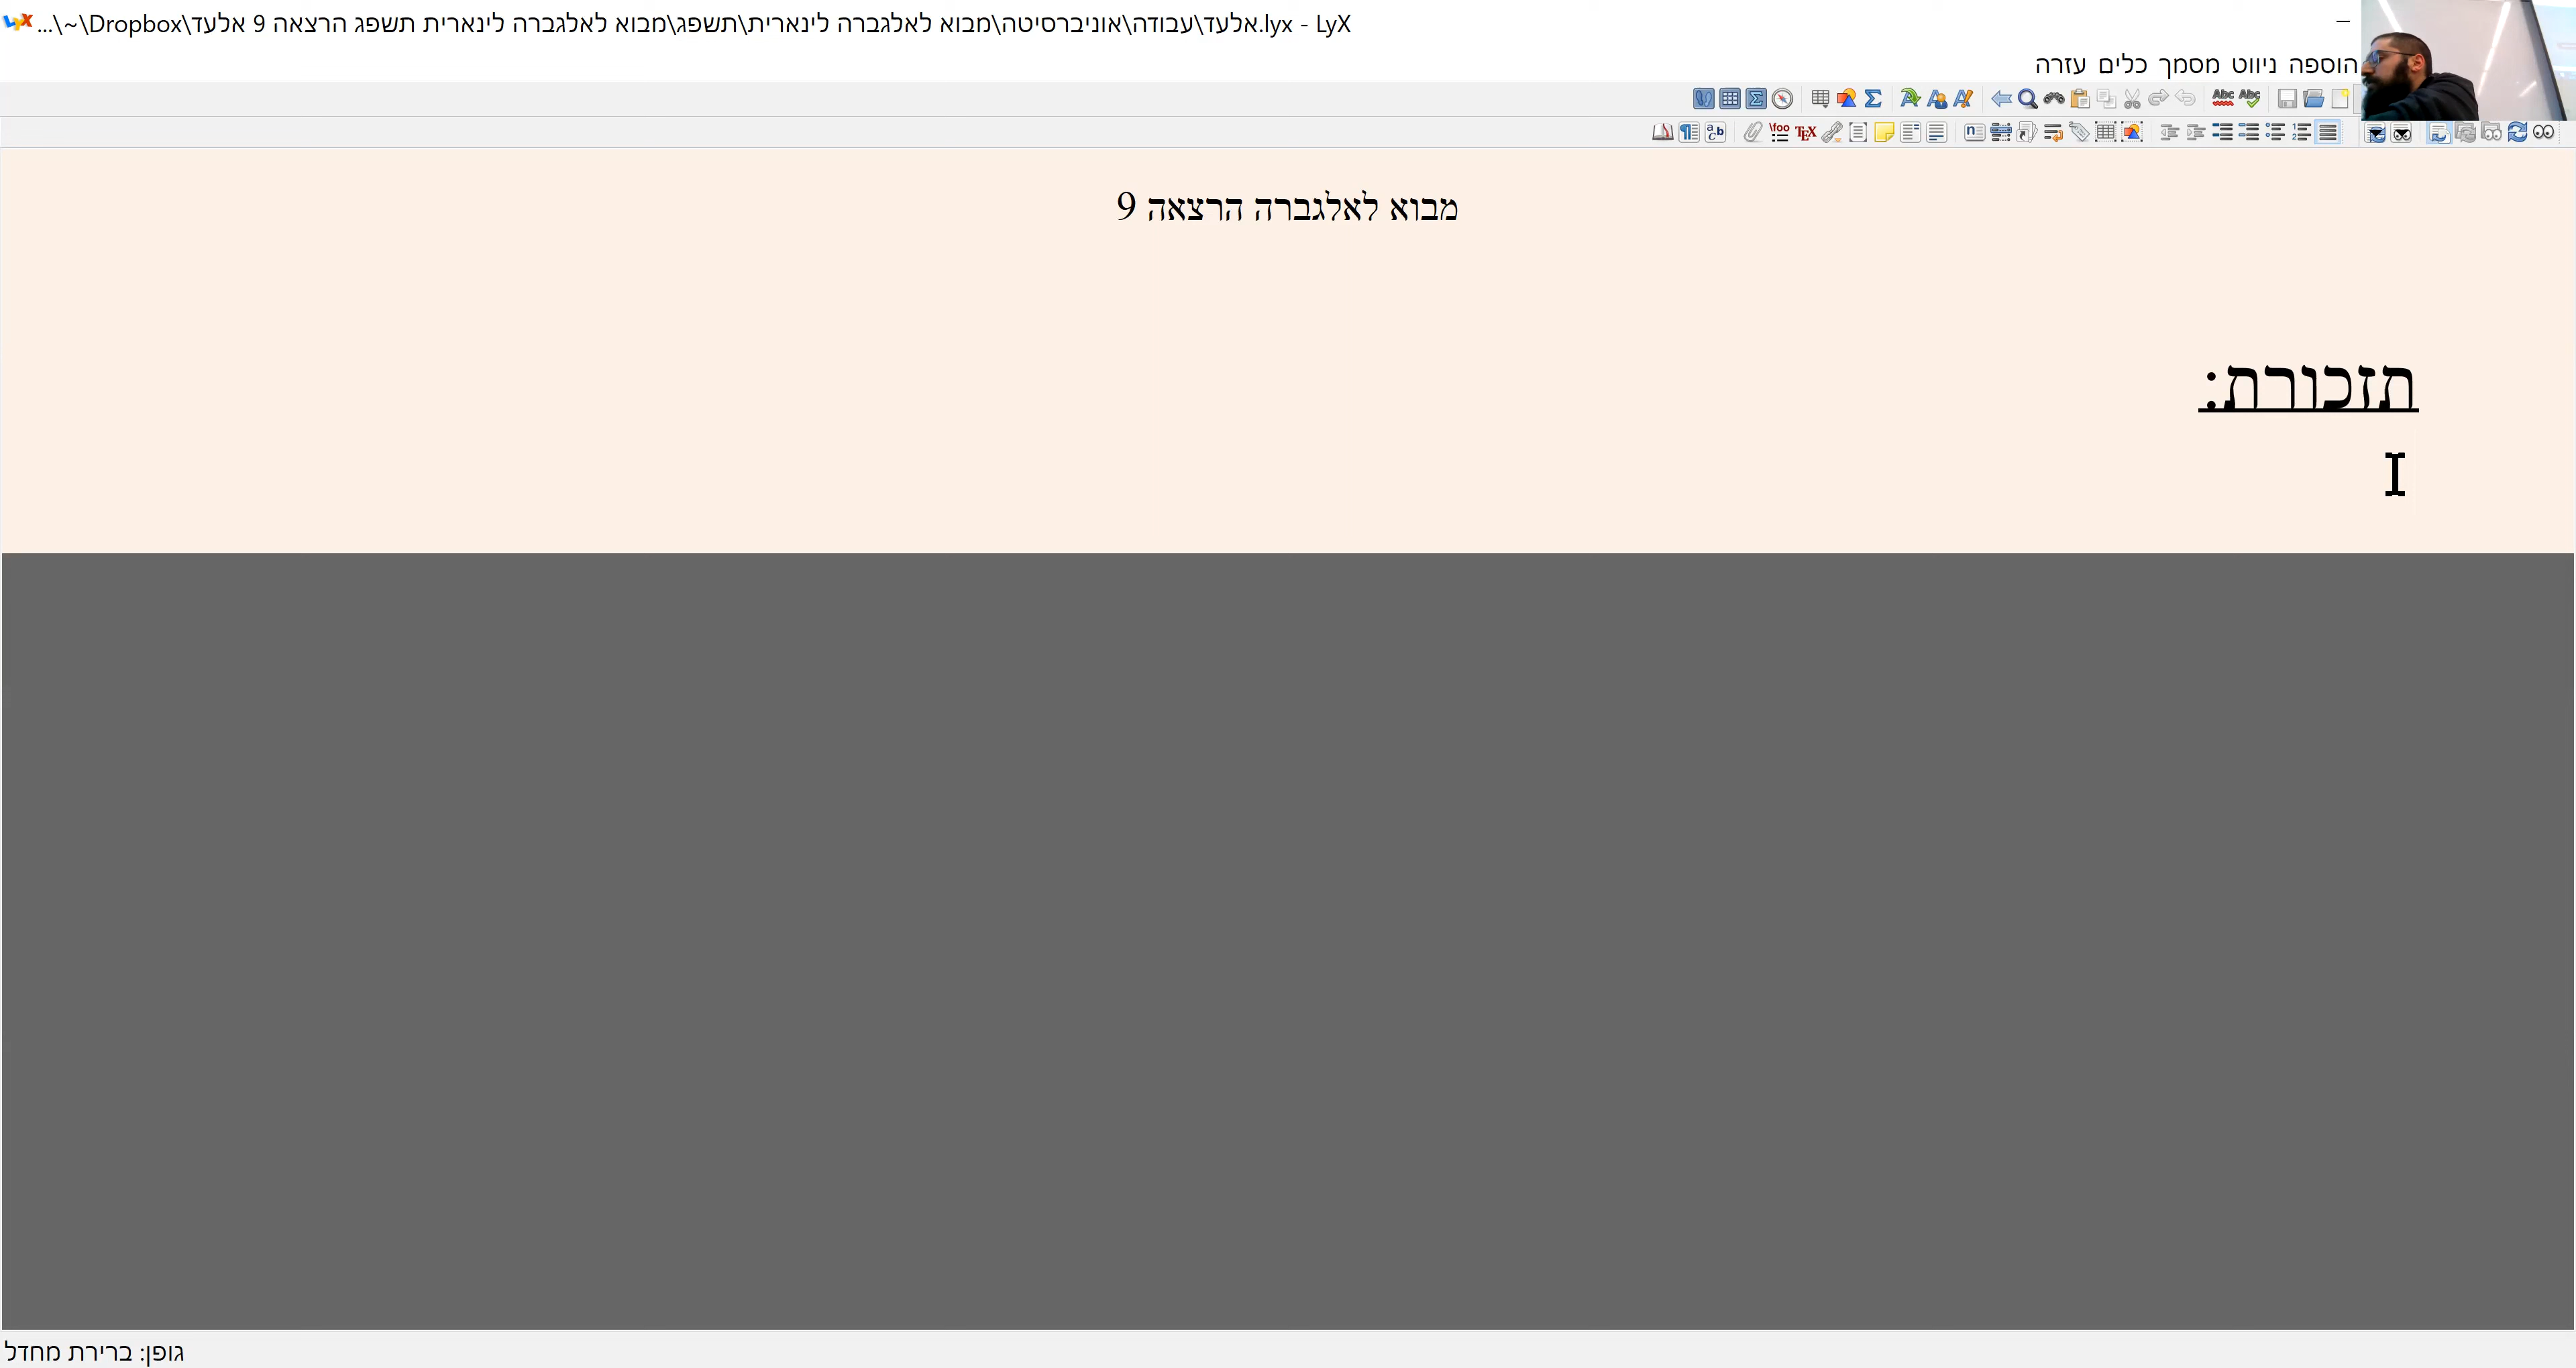 ...\~\Dropbox\אלעד\עבודה\אוניברסיטה\מבוא לאלגברה לינארית\תשפג\מבוא לאלגברה לינארית תשפג הרצאה 9 אלעד.lyx - LyX
הוספה ניווט מסמך כלים עזרה
מבוא לאלגברה הרצאה 9
תזכורת:
גופן: ברירת מחדל